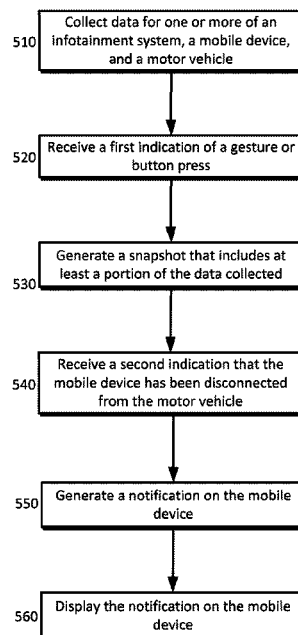 Collect data for one or more of an
510
infotainment system, a mobile device,
and a motor vehicle
520
Receive a first indication of a gesture or
button press
Generate a snapshot that includes at
least a portion of the data collected
530
Receive a second indication that the
540
mobile device has been disconnected
from the motor vehicle
550
Generate a notification on the mobile
device
Display the notification on the mobile
560
device